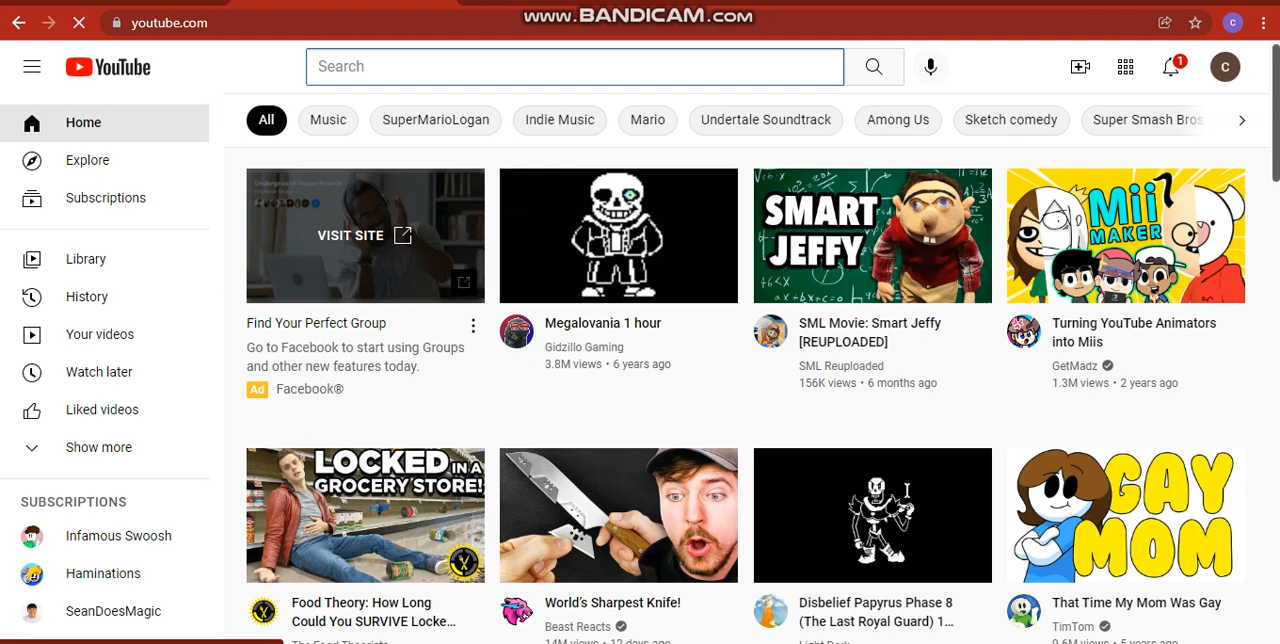 www.BANDICAM.com
youtube.com
C
YouTube
Search
1
C
Home
Explore
Subscriptions
Library
History
Your videos
Watch later
Liked videos
Show more
SUBSCRIPTIONS
Infamous Swoosh
Haminations
SeanDoesMagic
All
Music
SuperMarioLogan
Indie Music
Mario
Undertale Soundtrack
Among Us
Sketch comedy
Super Smash Bros
VISIT SITE
Find Your Perfect Group
Go to Facebook to start using Groups
and new features today.
Ad Facebook®
Megalovania 1 hour
Gidzillo Gaming
3.8M views • 6 years ago
SMART
JEFFY
SML Movie: Smart Jeffy
[REUPLOADED]
SML Reuploaded
156K views • 6 months ago
Mii
MAKER
Turning YouTube Animators
into Miis
GetMadz
1.3M views • 2 years ago
LOCKED IN A
GROCERY STORE!
Food Theory: How Long
Could You SURVIVE Locke...
The Food Theorists
World's Sharpest Knife!
Beast Reacts
14M views • 12 days ago
Disbelief Papyrus Phase 8
(The Last Royal Guard) 1...
Light Dark
GAY
MOM
That Time My Mom Was Gay
TimTom
9.6M views • 5 years ago